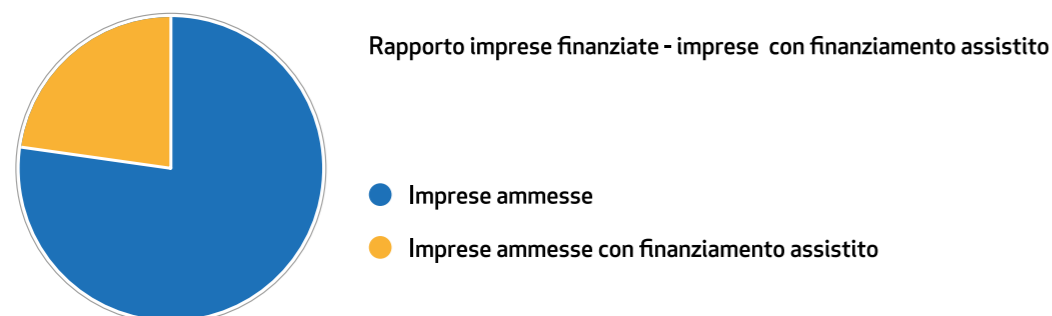 Rapporto imprese finanziate - imprese con finanziamento assistito
Imprese ammesse
Imprese ammesse con finanziamento assistito